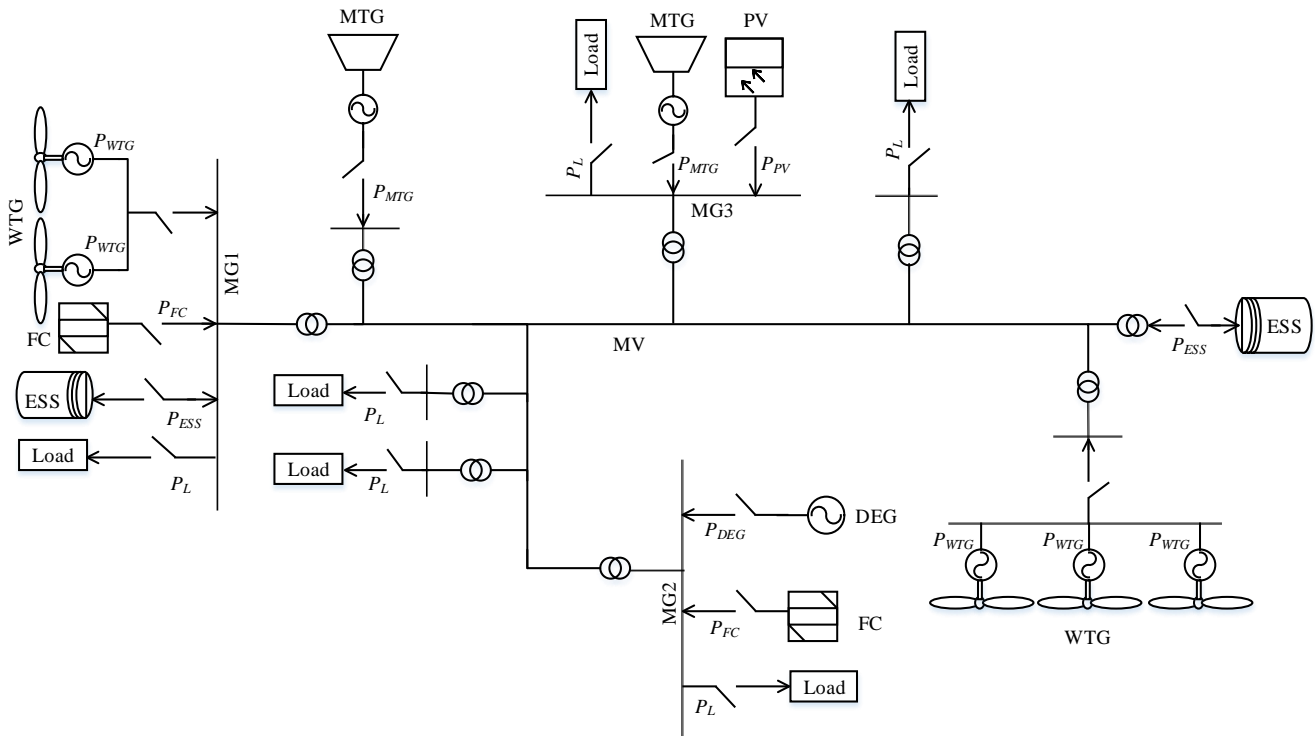 MTG
MTG
PV
Load
Load
P_WTG
P_L
P_MTG
P_PV
P_L
P_MTG
WTG
MG3
P_WTG
MG1
P_FC
FC
MV
ESS
P_ESS
Load
P_L
ESS
P_ESS
Load
P_L
Load
P_L
DEG
P_DEG
P_WTG
P_WTG
P_WTG
MG2
P_FC
FC
WTG
Load
P_L